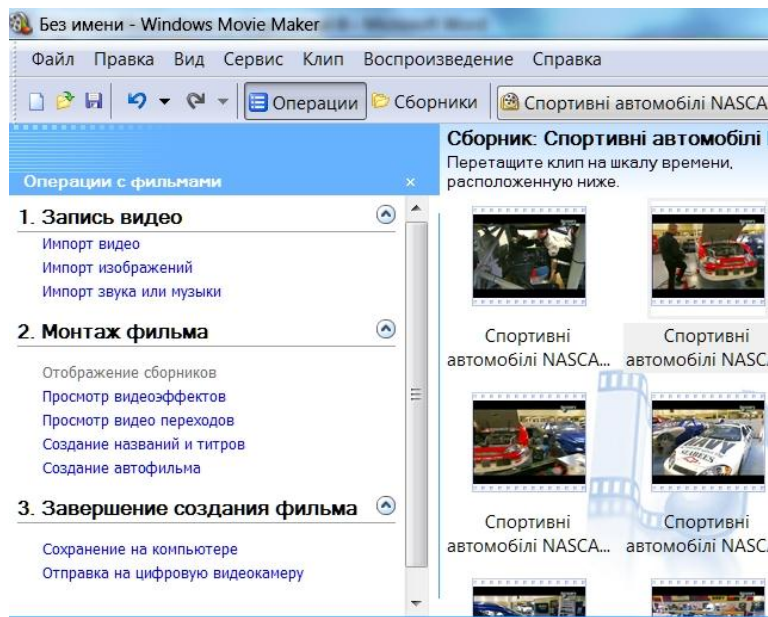 Без имени - Windows Movie Maker
Файл Правка Вид Сервис Клип Воспроизведение Справка
Операции Сборники Спортивні автомобілі NASCA
Операции с фильмами
1. Запись видео
Импорт видео
Импорт изображений
Импорт звука или музыки
2. Монтаж фильма
Отображение сборников
Просмотр видеоэффектов
Просмотр видео переходов
Создание названий и титров
Создание автофильма
3. Завершение создания фильма
Сохранение на компьютере
Отправка на цифровую видеокамеру
Сборник: Спортивні автомобілі
Перетащите клип на шкалу времени,
расположенную ниже.
Спортивні
автомобілі NASCA...
Спортивні
автомобілі NASC
Спортивні
автомобілі NASCA...
Спортивні
автомобілі NASC